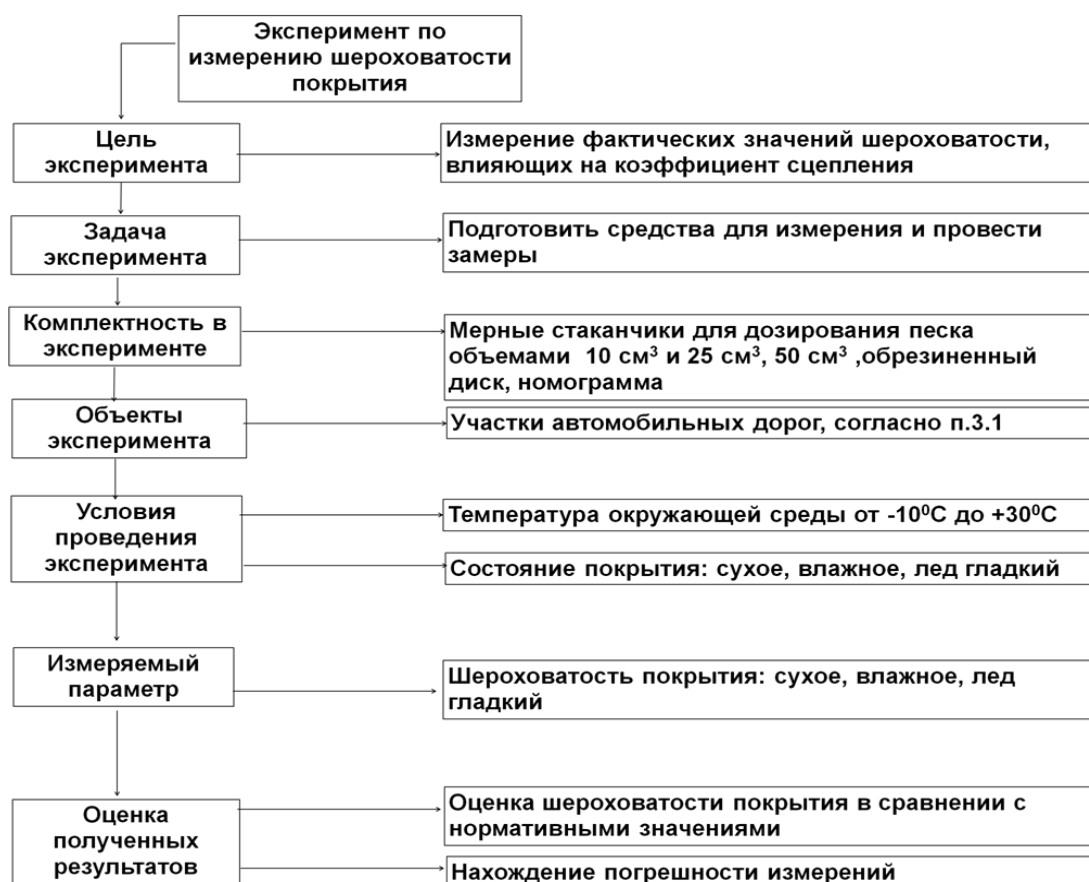 Эксперимент по
измерению шероховатости
покрытия
Цель
эксперимента
Измерение фактических значений шероховатости,
влияющих на коэффициент сцепления
Задача
эксперимента
Подготовить средства для измерения и провести
замеры
Комплектность в
эксперименте
Мерные стаканчики для дозирования песка
объемами 10 см³ и 25 см³, 50 см³ ,обрезиненный
диск, номограмма
Объекты
эксперимента
Участки автомобильных дорог, согласно п.3.1
Условия
проведения
эксперимента
Температура окружающей среды от -10⁰С до +30⁰С
Состояние покрытия: сухое, влажное, лед гладкий
Измеряемый
параметр
Шероховатость покрытия: сухое, влажное, лед
гладкий
Оценка
полученных
результатов
Оценка шероховатости покрытия в сравнении с
нормативными значениями
Нахождение погрешности измерений